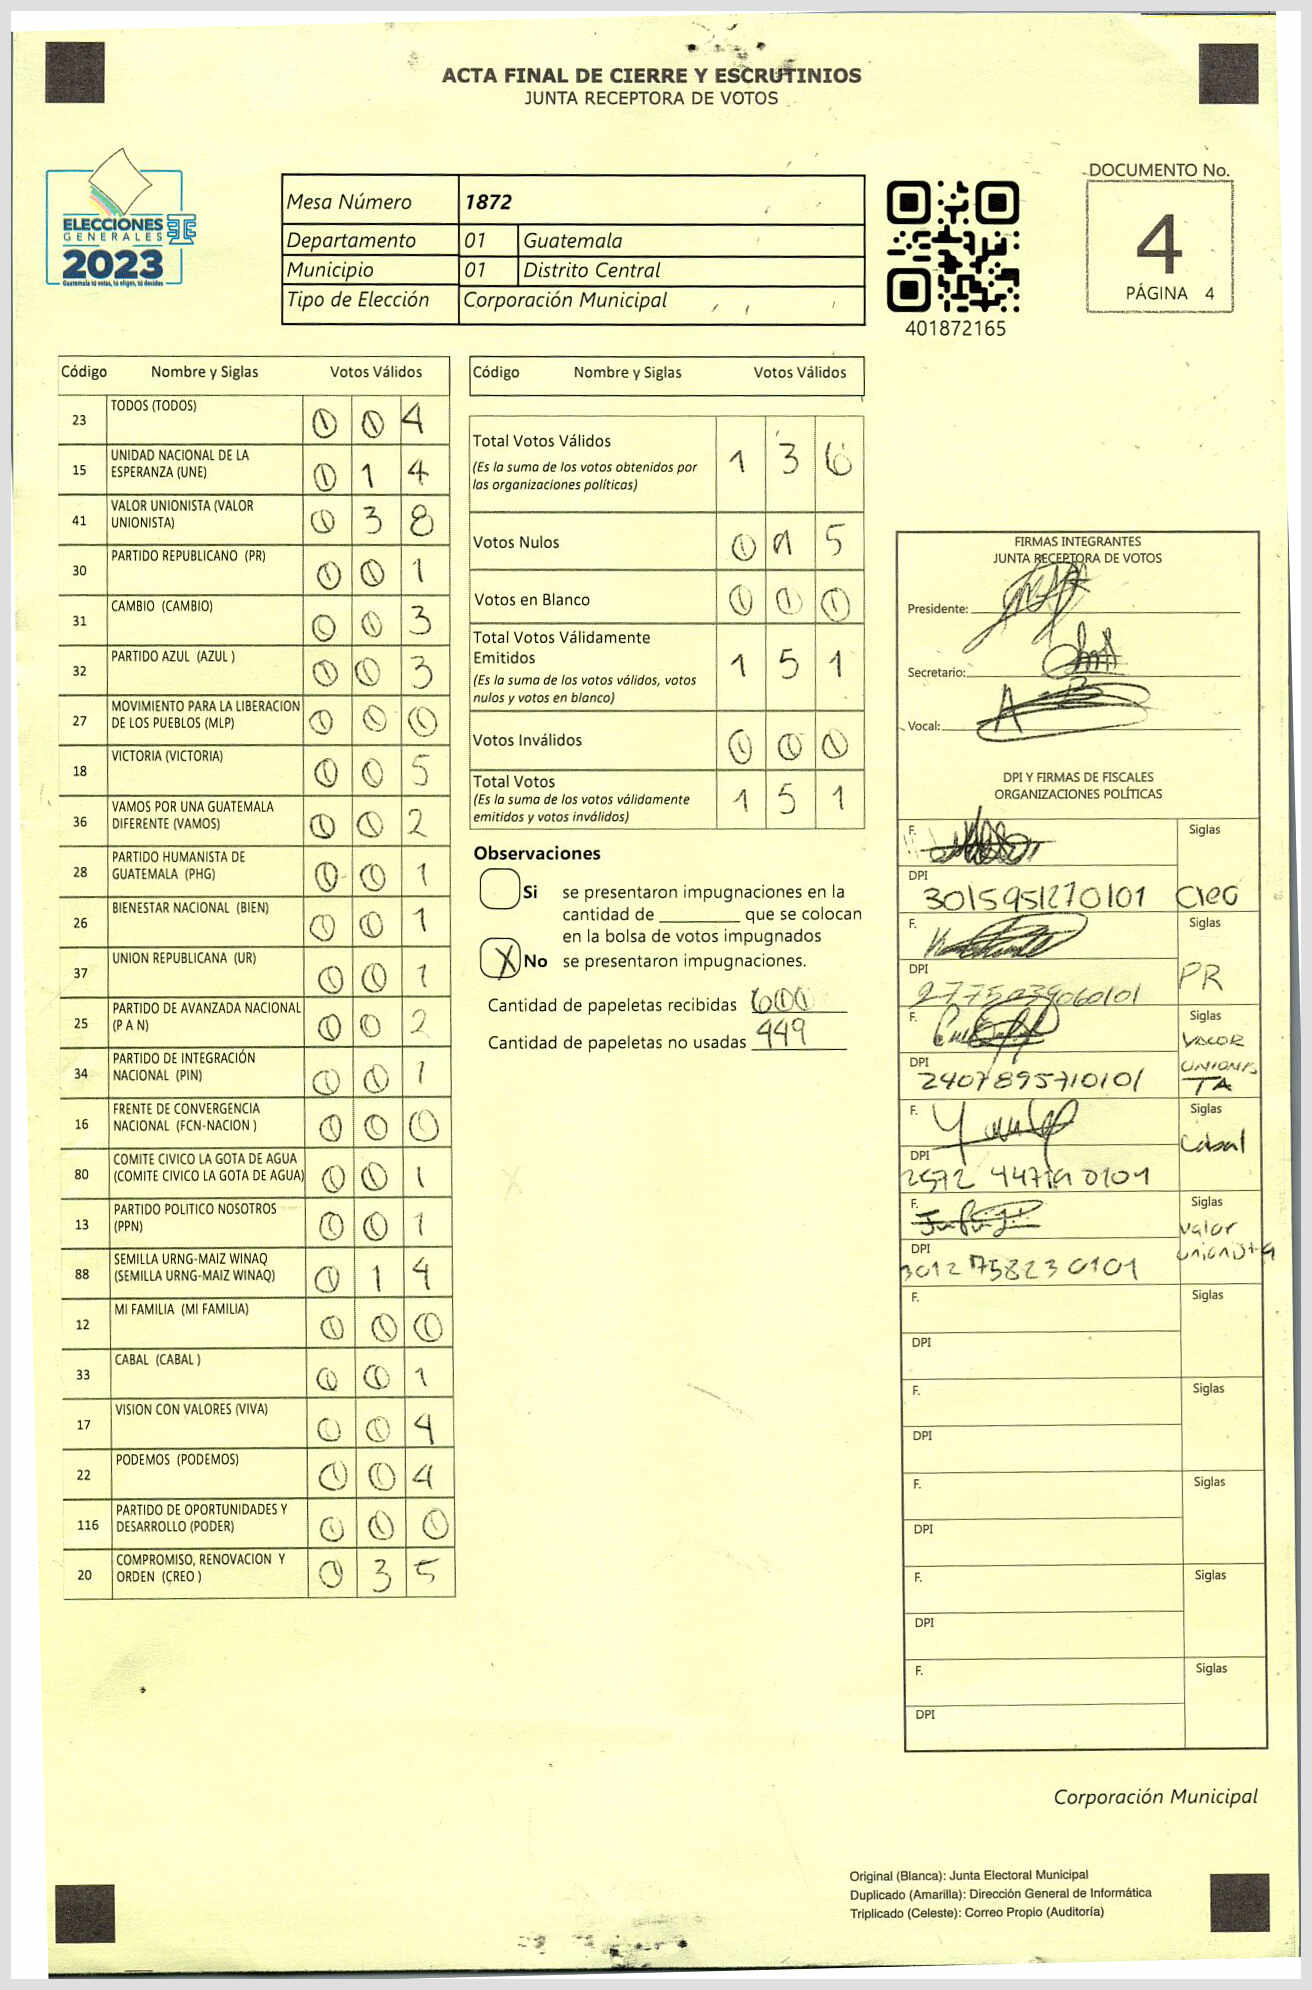 ACTA FINAL DE CIERRE Y ESCRUTINIOS
JUNTA RECEPTORA DE VOTOS
ELECCIONES
GENERALES
2023
Guatemala tú votas, tú eliges, tú decides
Mesa Número 1872
Departamento 01 Guatemala
Municipio 01 Distrito Central
Tipo de Elección Corporación Municipal
401872165
DOCUMENTO No.
4
PÁGINA 4
Código Nombre y Siglas Votos Válidos
23 TODOS (TODOS) 0 0 4
15 UNIDAD NACIONAL DE LA ESPERANZA (UNE) 0 1 4
41 VALOR UNIONISTA (VALOR UNIONISTA) 0 3 8
30 PARTIDO REPUBLICANO (PR) 0 0 1
31 CAMBIO (CAMBIO) 0 0 3
32 PARTIDO AZUL (AZUL ) 0 0 3
27 MOVIMIENTO PARA LA LIBERACION DE LOS PUEBLOS (MLP) 0 0 0
18 VICTORIA (VICTORIA) 0 0 5
36 VAMOS POR UNA GUATEMALA DIFERENTE (VAMOS) 0 0 2
28 PARTIDO HUMANISTA DE GUATEMALA (PHG) 0 0 1
26 BIENESTAR NACIONAL (BIEN) 0 0 1
37 UNION REPUBLICANA (UR) 0 0 1
25 PARTIDO DE AVANZADA NACIONAL (P A N) 0 0 2
34 PARTIDO DE INTEGRACIÓN NACIONAL (PIN) 0 0 1
16 FRENTE DE CONVERGENCIA NACIONAL (FCN-NACION ) 0 0 0
80 COMITE CIVICO LA GOTA DE AGUA (COMITE CIVICO LA GOTA DE AGUA) 0 0 1
13 PARTIDO POLITICO NOSOTROS (PPN) 0 0 1
88 SEMILLA URNG-MAIZ WINAQ (SEMILLA URNG-MAIZ WINAQ) 0 1 4
12 MI FAMILIA (MI FAMILIA) 0 0 0
33 CABAL (CABAL ) 0 0 1
17 VISION CON VALORES (VIVA) 0 0 4
22 PODEMOS (PODEMOS) 0 0 4
116 PARTIDO DE OPORTUNIDADES Y DESARROLLO (PODER) 0 0 0
20 COMPROMISO, RENOVACION Y ORDEN (CREO ) 0 3 5
Código Nombre y Siglas Votos Válidos
Total Votos Válidos 1 3 6
(Es la suma de los votos obtenidos por
las organizaciones políticas)
Votos Nulos 0 1 5
Votos en Blanco 0 0 0
Total Votos Válidamente
Emitidos 1 5 1
(Es la suma de los votos válidos, votos
nulos y votos en blanco)
Votos Inválidos 0 0 0
Total Votos 1 5 1
(Es la suma de los votos válidamente
emitidos y votos inválidos)
Observaciones
Si se presentaron impugnaciones en la
cantidad de ________ que se colocan
en la bolsa de votos impugnados
X No se presentaron impugnaciones.
Cantidad de papeletas recibidas 600
Cantidad de papeletas no usadas 449
FIRMAS INTEGRANTES
JUNTA RECEPTORA DE VOTOS
Presidente:
Secretario:
Vocal:
DPI Y FIRMAS DE FISCALES
ORGANIZACIONES POLÍTICAS
F. Siglas
DPI
3015951270101 Creo
F. Siglas
DPI PR
2775039060101
F. Siglas
VALOR
UNIONIS
TA
DPI
2407895710101
F. Siglas
Cabal
DPI
2572 44719 0101
F. Siglas
Valor
unionista
DPI
3012 75823 0101
F. Siglas
DPI
F. Siglas
DPI
F. Siglas
DPI
F. Siglas
DPI
F. Siglas
DPI
Corporación Municipal
Original (Blanca): Junta Electoral Municipal
Duplicado (Amarilla): Dirección General de Informática
Triplicado (Celeste): Correo Propio (Auditoría)